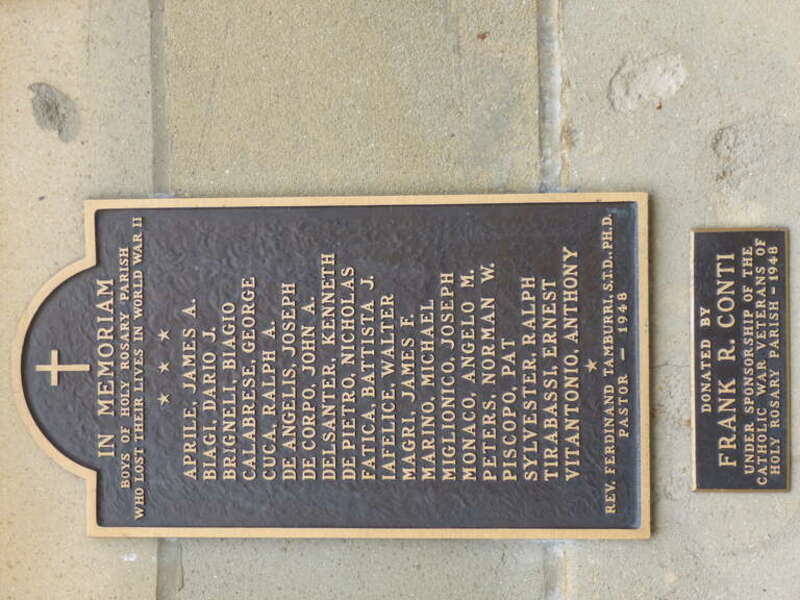 IN MEMORIAM
BOYS OF HOLY ROSARY PARISH
WHO LOST THEIR LIVES IN WORLD WAR II
APRILE, JAMES A.
BIAGI, DARIO J.
BRIGNELL, BIAGIO
CALABRESE, GEORGE
CUCA, RALPH A.
DE ANGELIS, JOSEPH
DE CORPO, JOHN A.
DELSANTER, KENNETH
DE PIETRO, NICHOLAS
FATICA, BATTISTA J.
IAFELICE, WALTER
MAGRI, JAMES F.
MARINO, MICHAEL
MIGLIONICO, JOSEPH
MONACO, ANGELO M.
PETERS, NORMAN W.
PISCOPO, PAT
SYLVESTER, RALPH
TIRABASSI, ERNEST
VITANTONIO, ANTHONY
REV. FERDINAND TAMBURRI, S.T.D., PH.D.
PASTOR — 1948
DONATED BY
FRANK R. CONTI
UNDER SPONSORSHIP OF THE
CATHOLIC WAR VETERANS OF
HOLY ROSARY PARISH — 1948